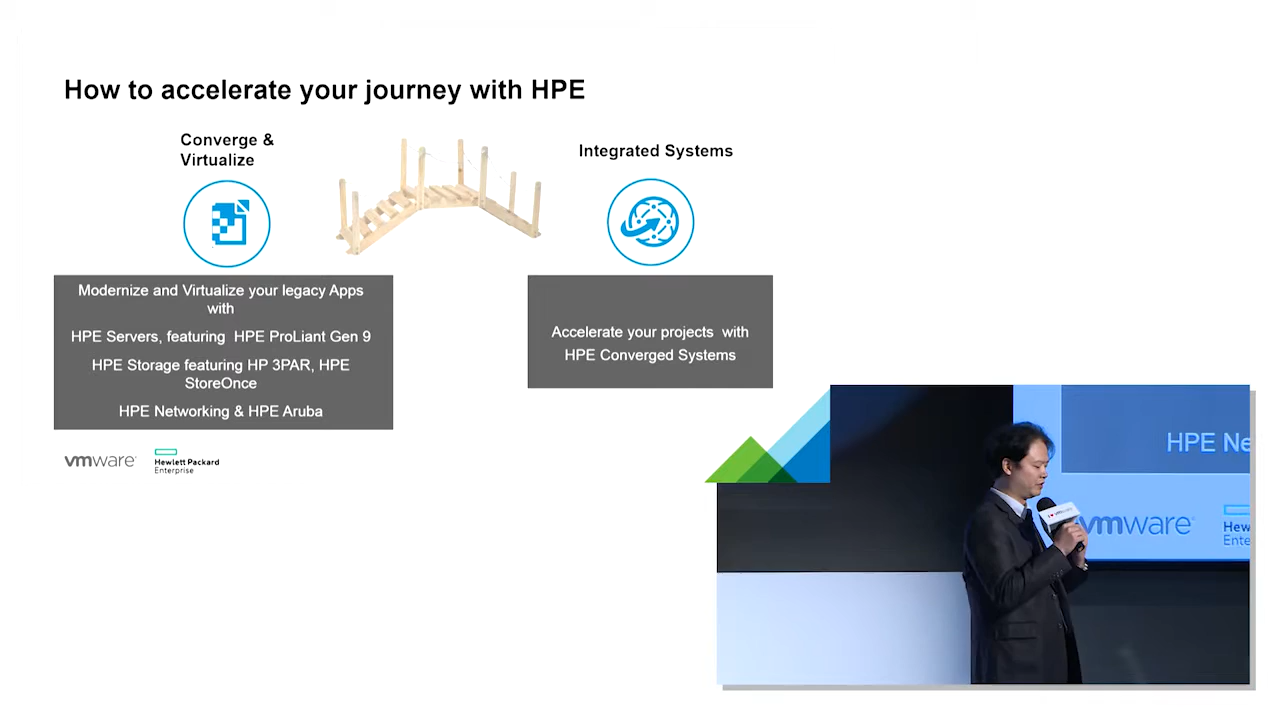 How to accelerate your journey with HPE
Converge &
Virtualize
Integrated Systems
Modernize and Virtualize your legacy Apps
with
HPE Servers, featuring HPE ProLiant Gen 9
HPE Storage featuring HP 3PAR, HPE
StoreOnce
HPE Networking & HPE Aruba
Accelerate your projects with
HPE Converged Systems
vmware
Hewlett Packard
Enterprise
HPE Ne
vmware
Hew
Ente
vmware